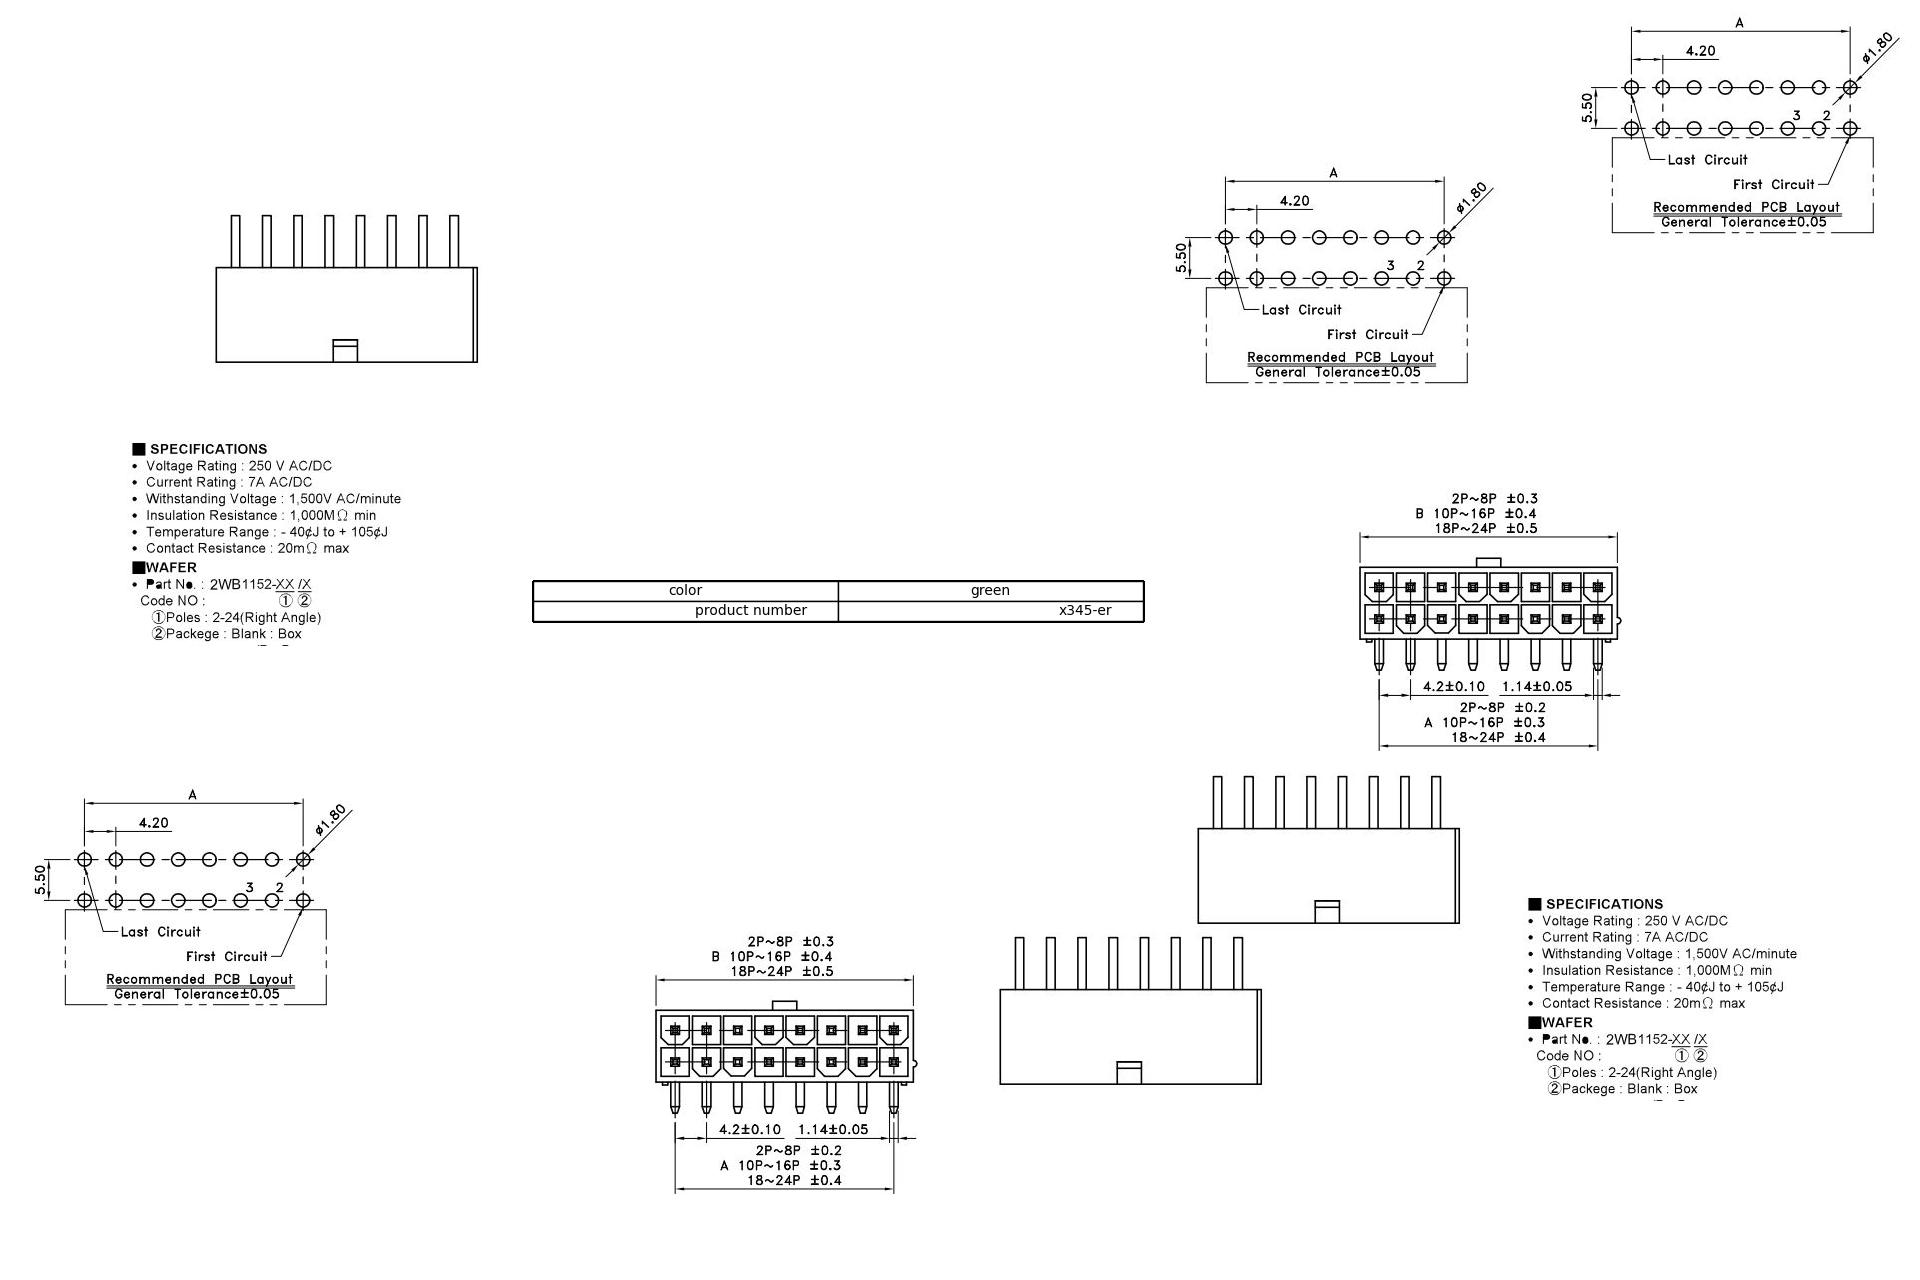 A
4.20
ø1.80
5.50
3 2
Last Circuit
First Circuit
Recommended PCB Layout
General Tolerance±0.05
A
4.20
ø1.80
5.50
3 2
Last Circuit
First Circuit
Recommended PCB Layout
General Tolerance±0.05
■ SPECIFICATIONS
• Voltage Rating : 250 V AC/DC
• Current Rating : 7A AC/DC
• Withstanding Voltage : 1,500V AC/minute
• Insulation Resistance : 1,000MΩ min
• Temperature Range : - 40¢J to + 105¢J
• Contact Resistance : 20mΩ max
■WAFER
• Part No. : 2WB1152-XX /X
Code NO : ① ②
①Poles : 2-24(Right Angle)
②Packege : Blank : Box
color green
product number x345-er
2P~8P ±0.3
B 10P~16P ±0.4
18P~24P ±0.5
4.2±0.10 1.14±0.05
2P~8P ±0.2
A 10P~16P ±0.3
18~24P ±0.4
A
4.20
ø1.80
5.50
3 2
Last Circuit
First Circuit
Recommended PCB Layout
General Tolerance±0.05
2P~8P ±0.3
B 10P~16P ±0.4
18P~24P ±0.5
4.2±0.10 1.14±0.05
2P~8P ±0.2
A 10P~16P ±0.3
18~24P ±0.4
■ SPECIFICATIONS
• Voltage Rating : 250 V AC/DC
• Current Rating : 7A AC/DC
• Withstanding Voltage : 1,500V AC/minute
• Insulation Resistance : 1,000MΩ min
• Temperature Range : - 40¢J to + 105¢J
• Contact Resistance : 20mΩ max
■WAFER
• Part No. : 2WB1152-XX /X
Code NO : ① ②
①Poles : 2-24(Right Angle)
②Packege : Blank : Box